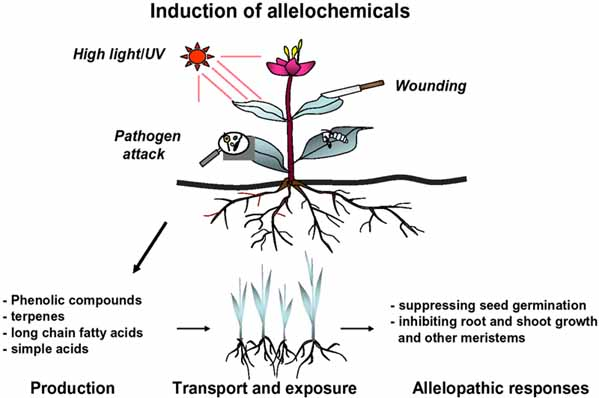 Induction of allelochemicals
High light/UV
Wounding
Pathogen
attack
- Phenolic compounds
- terpenes
- long chain fatty acids
- simple acids
- suppressing seed germination
- inhibiting root and shoot growth
and other meristems
Production
Transport and exposure
Allelopathic responses